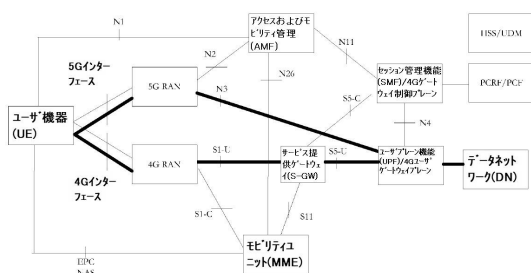 N1
アクセスおよびモ
ビリティ管理
(AMF)
HSS/UDM
N2
N11
5Gインター
フェース
5G RAN
セッション管理機能
(SMF)/4Gゲート
ウェイ制御プレーン
PCRF/PCF
N26
N3
S5-C
ユーザ機器
(UE)
N4
4G RAN
S1-U
サービス提
供ゲートウェ
イ(S-GW)
S5-U
ユーザプレーン機能
(UPF)/4Gユーザ
ゲートウェイプレーン
データネット
ワーク(DN)
4Gインター
フェース
S1-C
S11
モビリティユ
ニット(MME)
EPC
NAS